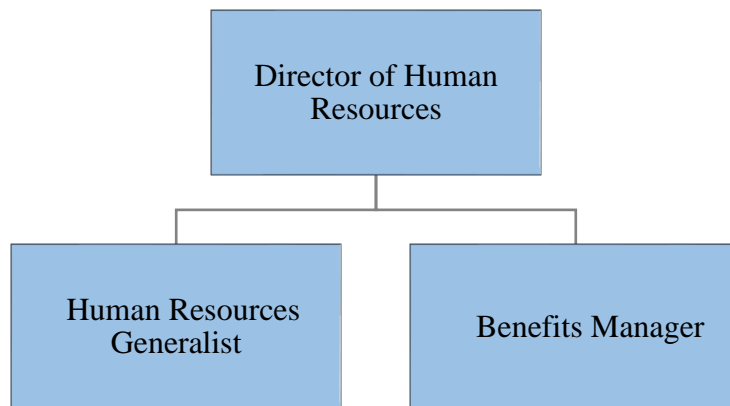 Director of Human
Resources
Human Resources
Generalist
Benefits Manager